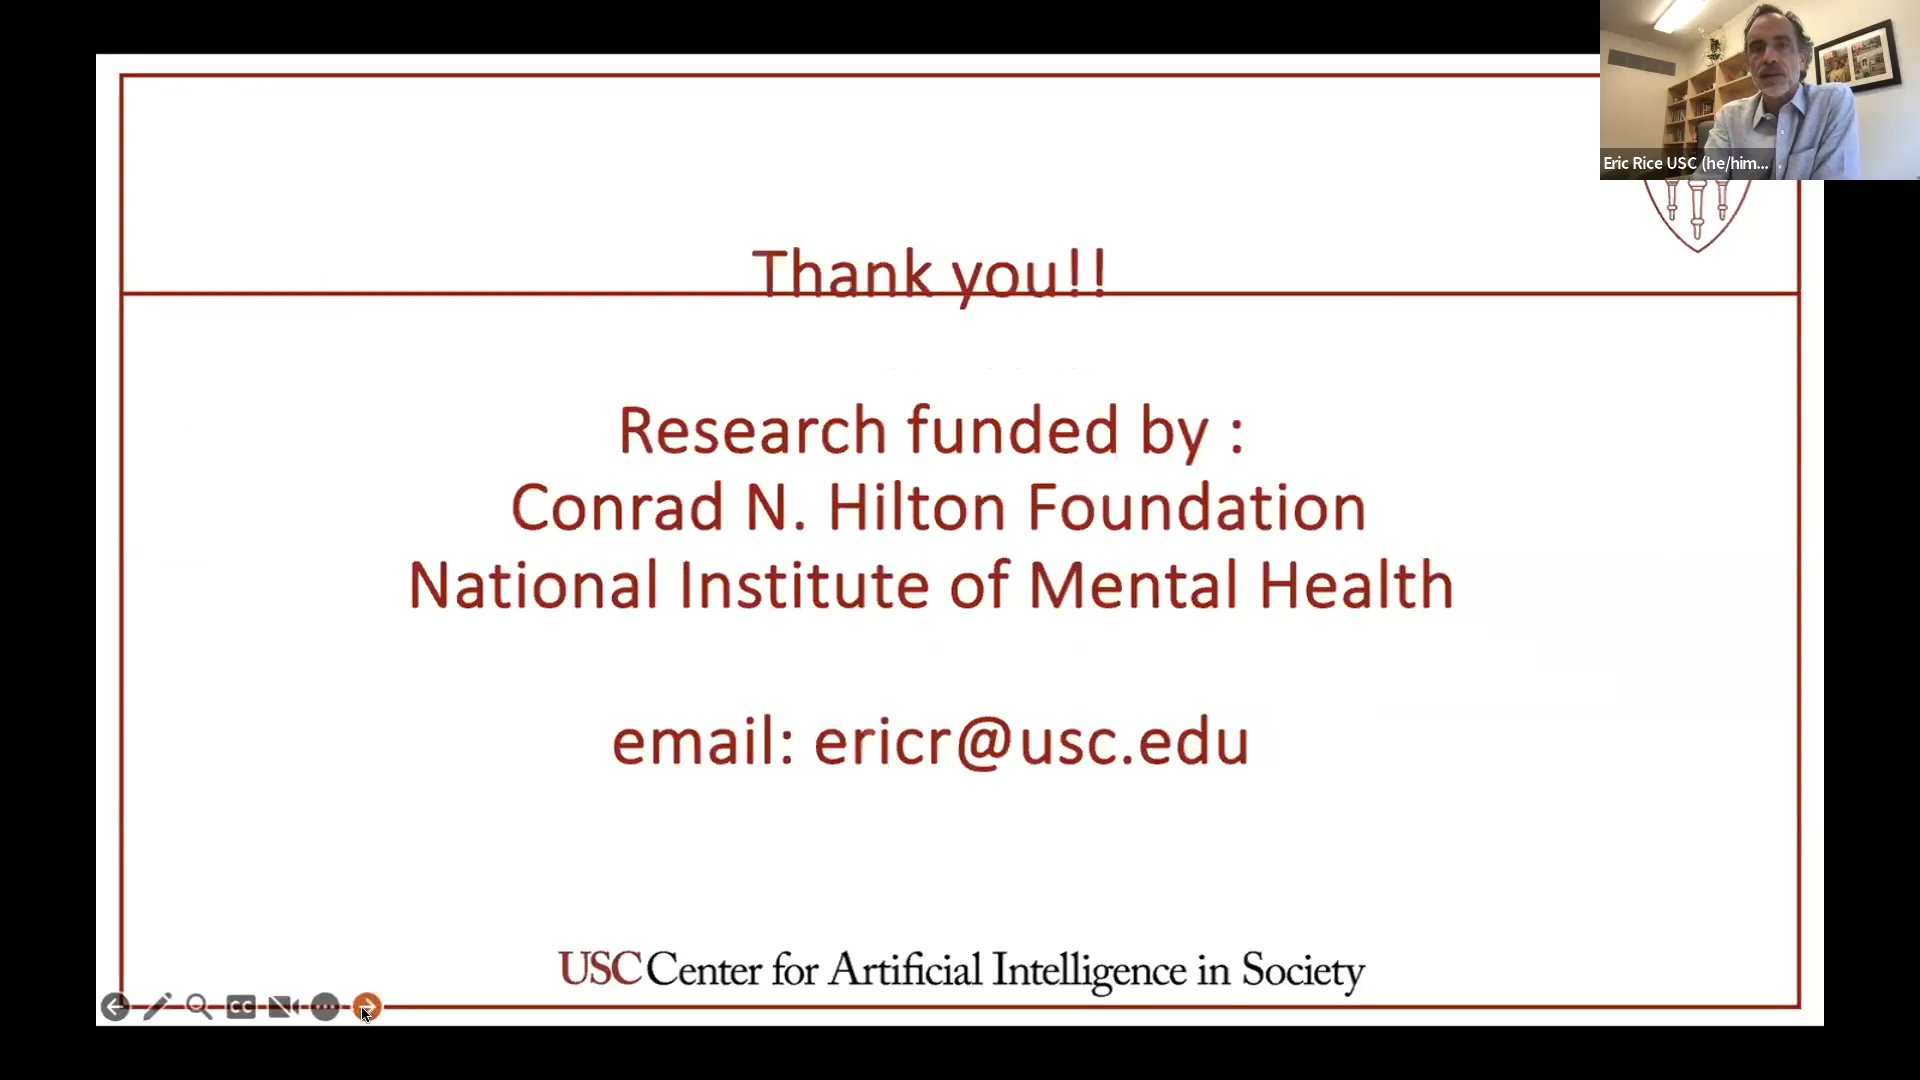 Eric Rice USC (he/him...
Thank you!!
Research funded by :
Conrad N. Hilton Foundation
National Institute of Mental Health
email: ericr@usc.edu
USC Center for Artificial Intelligence in Society
CC